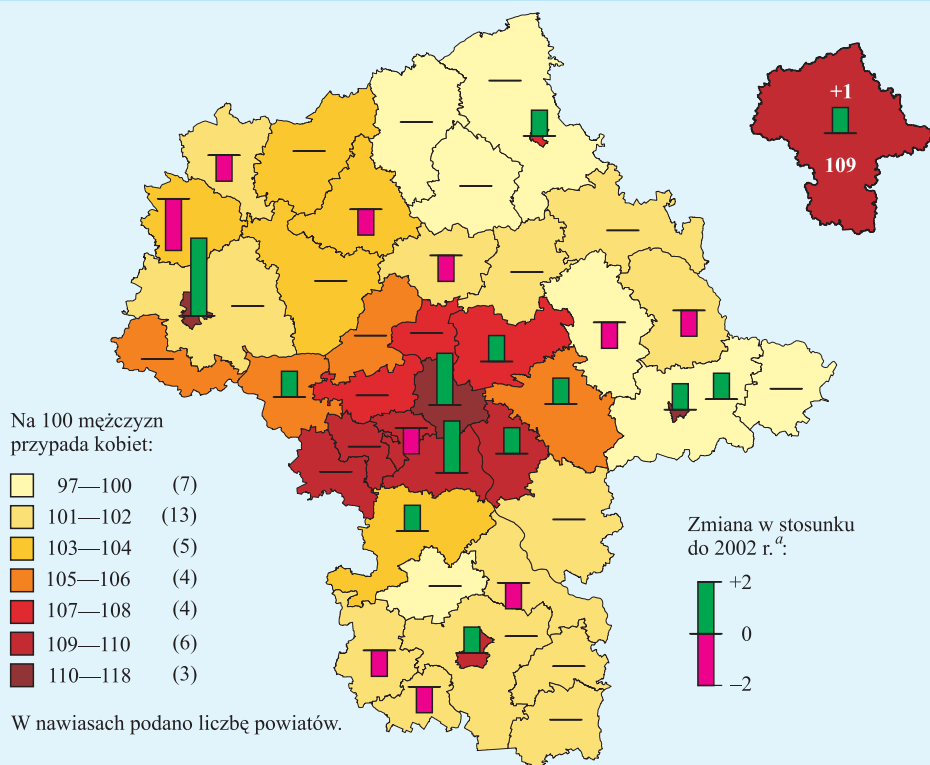 +1
109
Na 100 mężczyzn
przypada kobiet:
97—100 (7)
101—102 (13)
103—104 (5)
105—106 (4)
107—108 (4)
109—110 (6)
110—118 (3)
W nawiasach podano liczbę powiatów.
Zmiana w stosunku
do 2002 r.a:
+2
0
–2